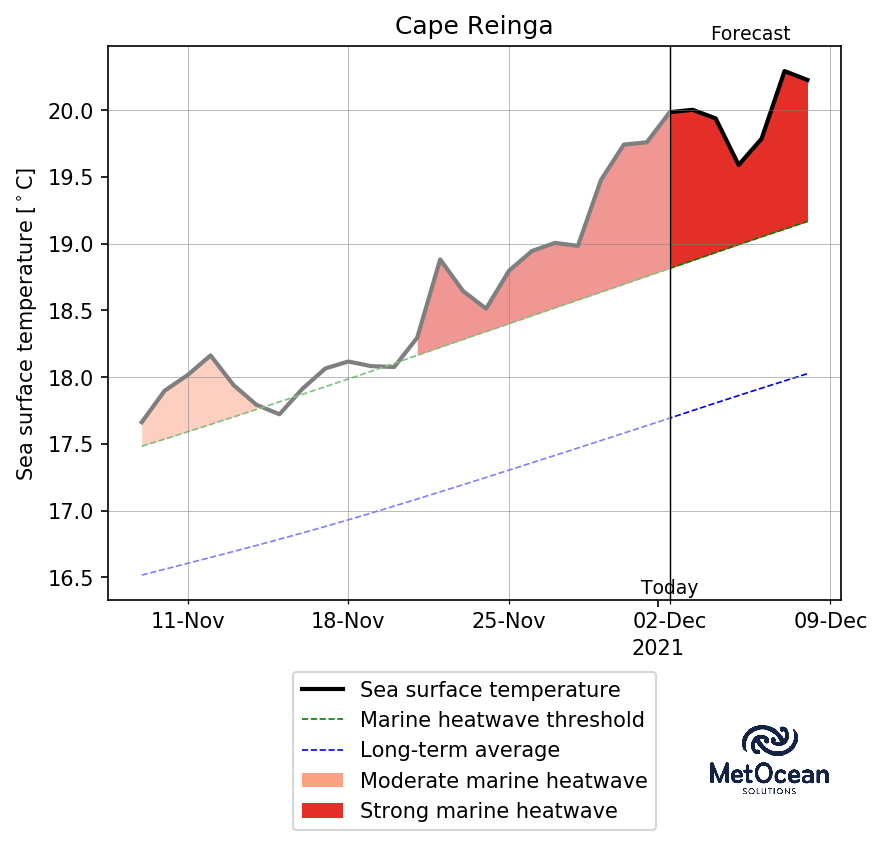 Cape Reinga
Forecast
Sea surface temperature [°C]
20.0
19.5
19.0
18.5
18.0
17.5
17.0
16.5
Today
11-Nov 18-Nov 25-Nov 02-Dec 09-Dec
2021
Sea surface temperature
Marine heatwave threshold
Long-term average
Moderate marine heatwave
Strong marine heatwave
MetOcean
SOLUTIONS